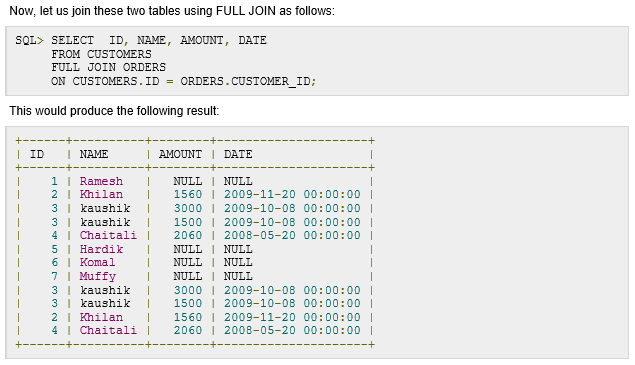 Now, let us join these two tables using FULL JOIN as follows:
SQL> SELECT  ID, NAME, AMOUNT, DATE
     FROM CUSTOMERS
     FULL JOIN ORDERS
     ON CUSTOMERS.ID = ORDERS.CUSTOMER_ID;
This would produce the following result:
+------+----------+--------+---------------------+
| ID   | NAME     | AMOUNT | DATE                |
+------+----------+--------+---------------------+
|    1 | Ramesh   |   NULL | NULL                |
|    2 | Khilan   |   1560 | 2009-11-20 00:00:00 |
|    3 | kaushik  |   3000 | 2009-10-08 00:00:00 |
|    3 | kaushik  |   1500 | 2009-10-08 00:00:00 |
|    4 | Chaitali |   2060 | 2008-05-20 00:00:00 |
|    5 | Hardik   |   NULL | NULL                |
|    6 | Komal    |   NULL | NULL                |
|    7 | Muffy    |   NULL | NULL                |
|    3 | kaushik  |   3000 | 2009-10-08 00:00:00 |
|    3 | kaushik  |   1500 | 2009-10-08 00:00:00 |
|    2 | Khilan   |   1560 | 2009-11-20 00:00:00 |
|    4 | Chaitali |   2060 | 2008-05-20 00:00:00 |
+------+----------+--------+---------------------+